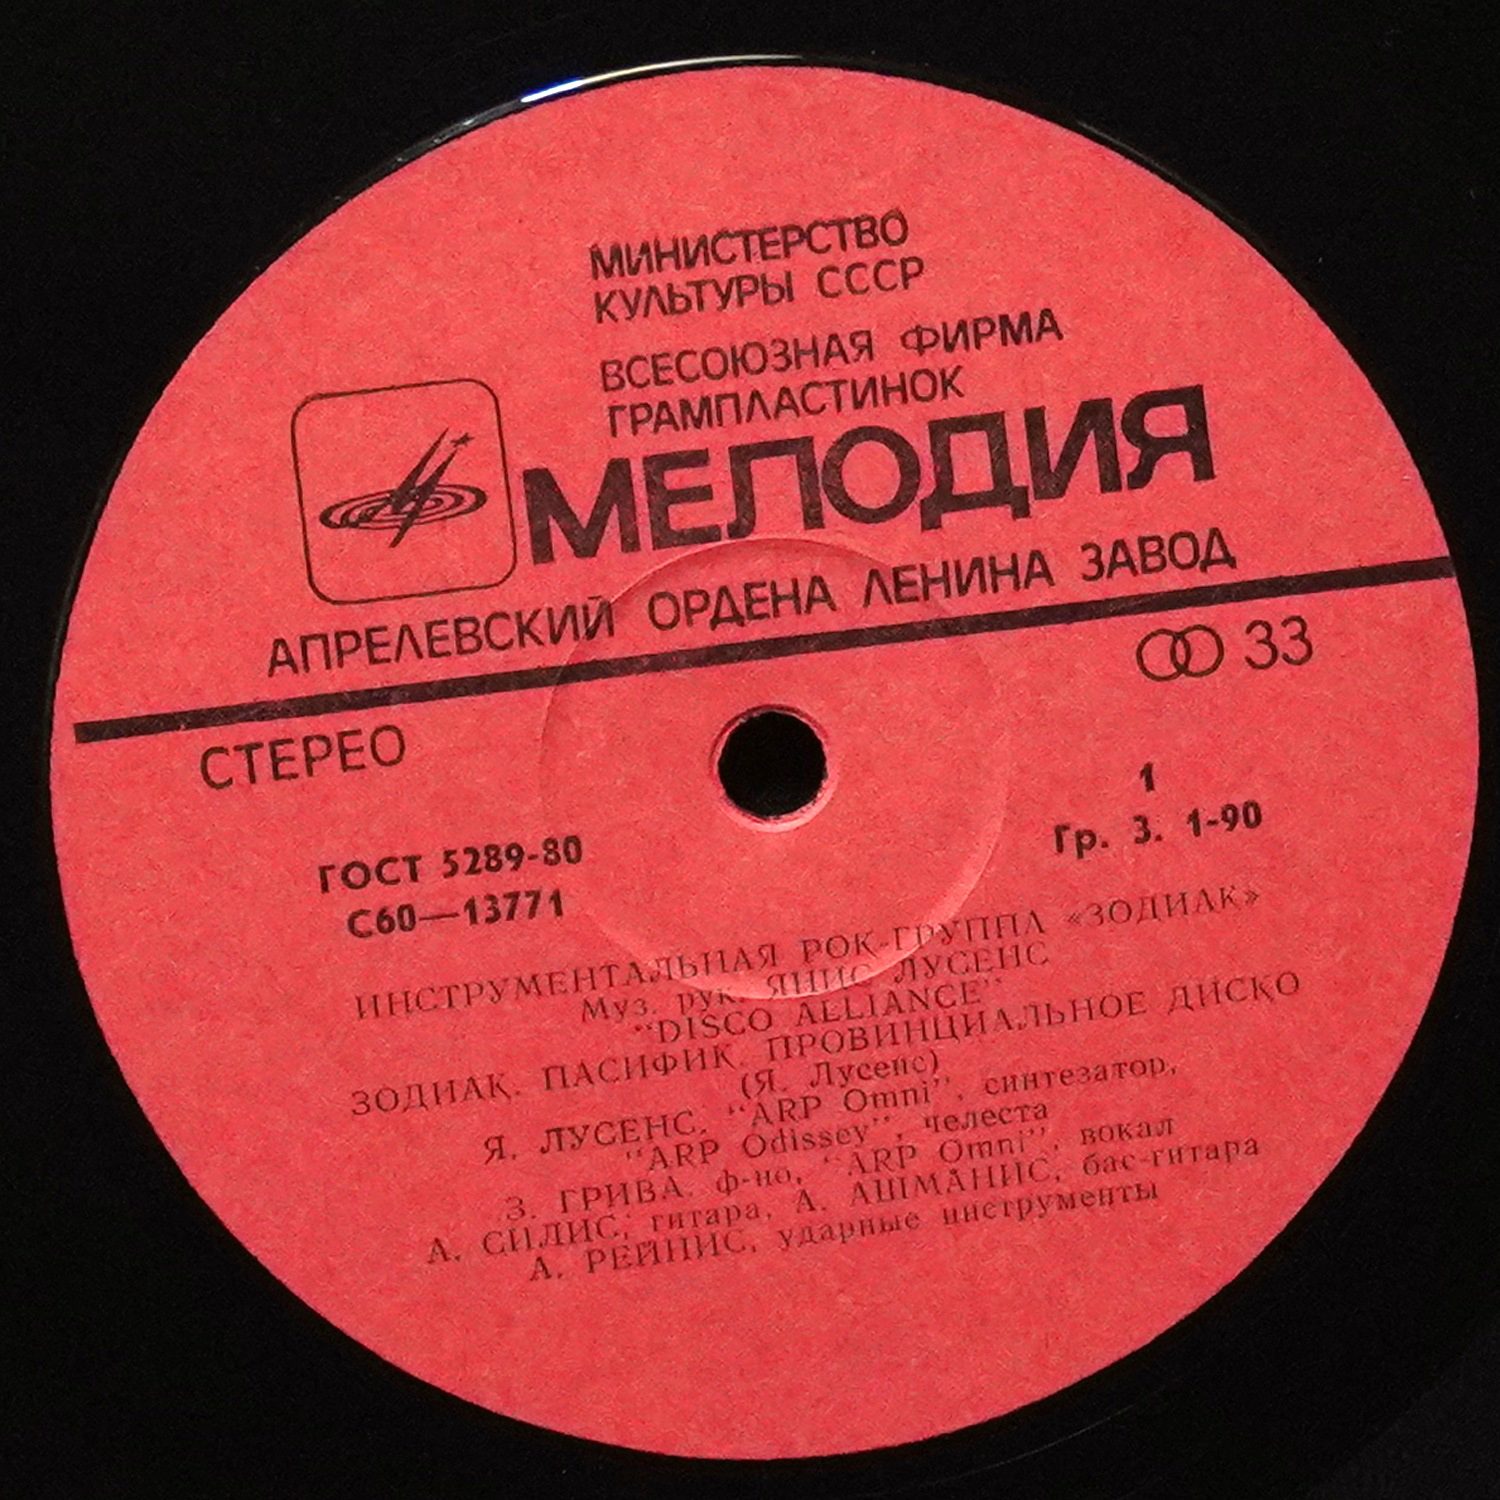 МИНИСТЕРСТВО
КУЛЬТУРЫ СССР
ВСЕСОЮЗНАЯ ФИРМА
ГРАМПЛАСТИНОК
МЕЛОДИЯ
АПРЕЛЕВСКИЙ ОРДЕНА ЛЕНИНА ЗАВОД
СТЕРЕО
33
ГОСТ 5289-80
С60—13771
1
Гр. 3. 1-90
ИНСТРУМЕНТАЛЬНАЯ РОК-ГРУППА «ЗОДИАК»
Муз. рук. ЯНИС ЛУСЕНС
"DISCO ALLIANCE"
ЗОДИАК. ПАСИФИК. ПРОВИНЦИАЛЬНОЕ ДИСКО
(Я. Лусенс)
Я. ЛУСЕНС, "ARP Omni", синтезатор,
"ARP Odissey", челеста
З. ГРИВА, ф-но, "ARP Omni", вокал
А. СИЛИС, гитара, А. АШМАНИС, бас-гитара
А. РЕЙНИС, ударные инструменты